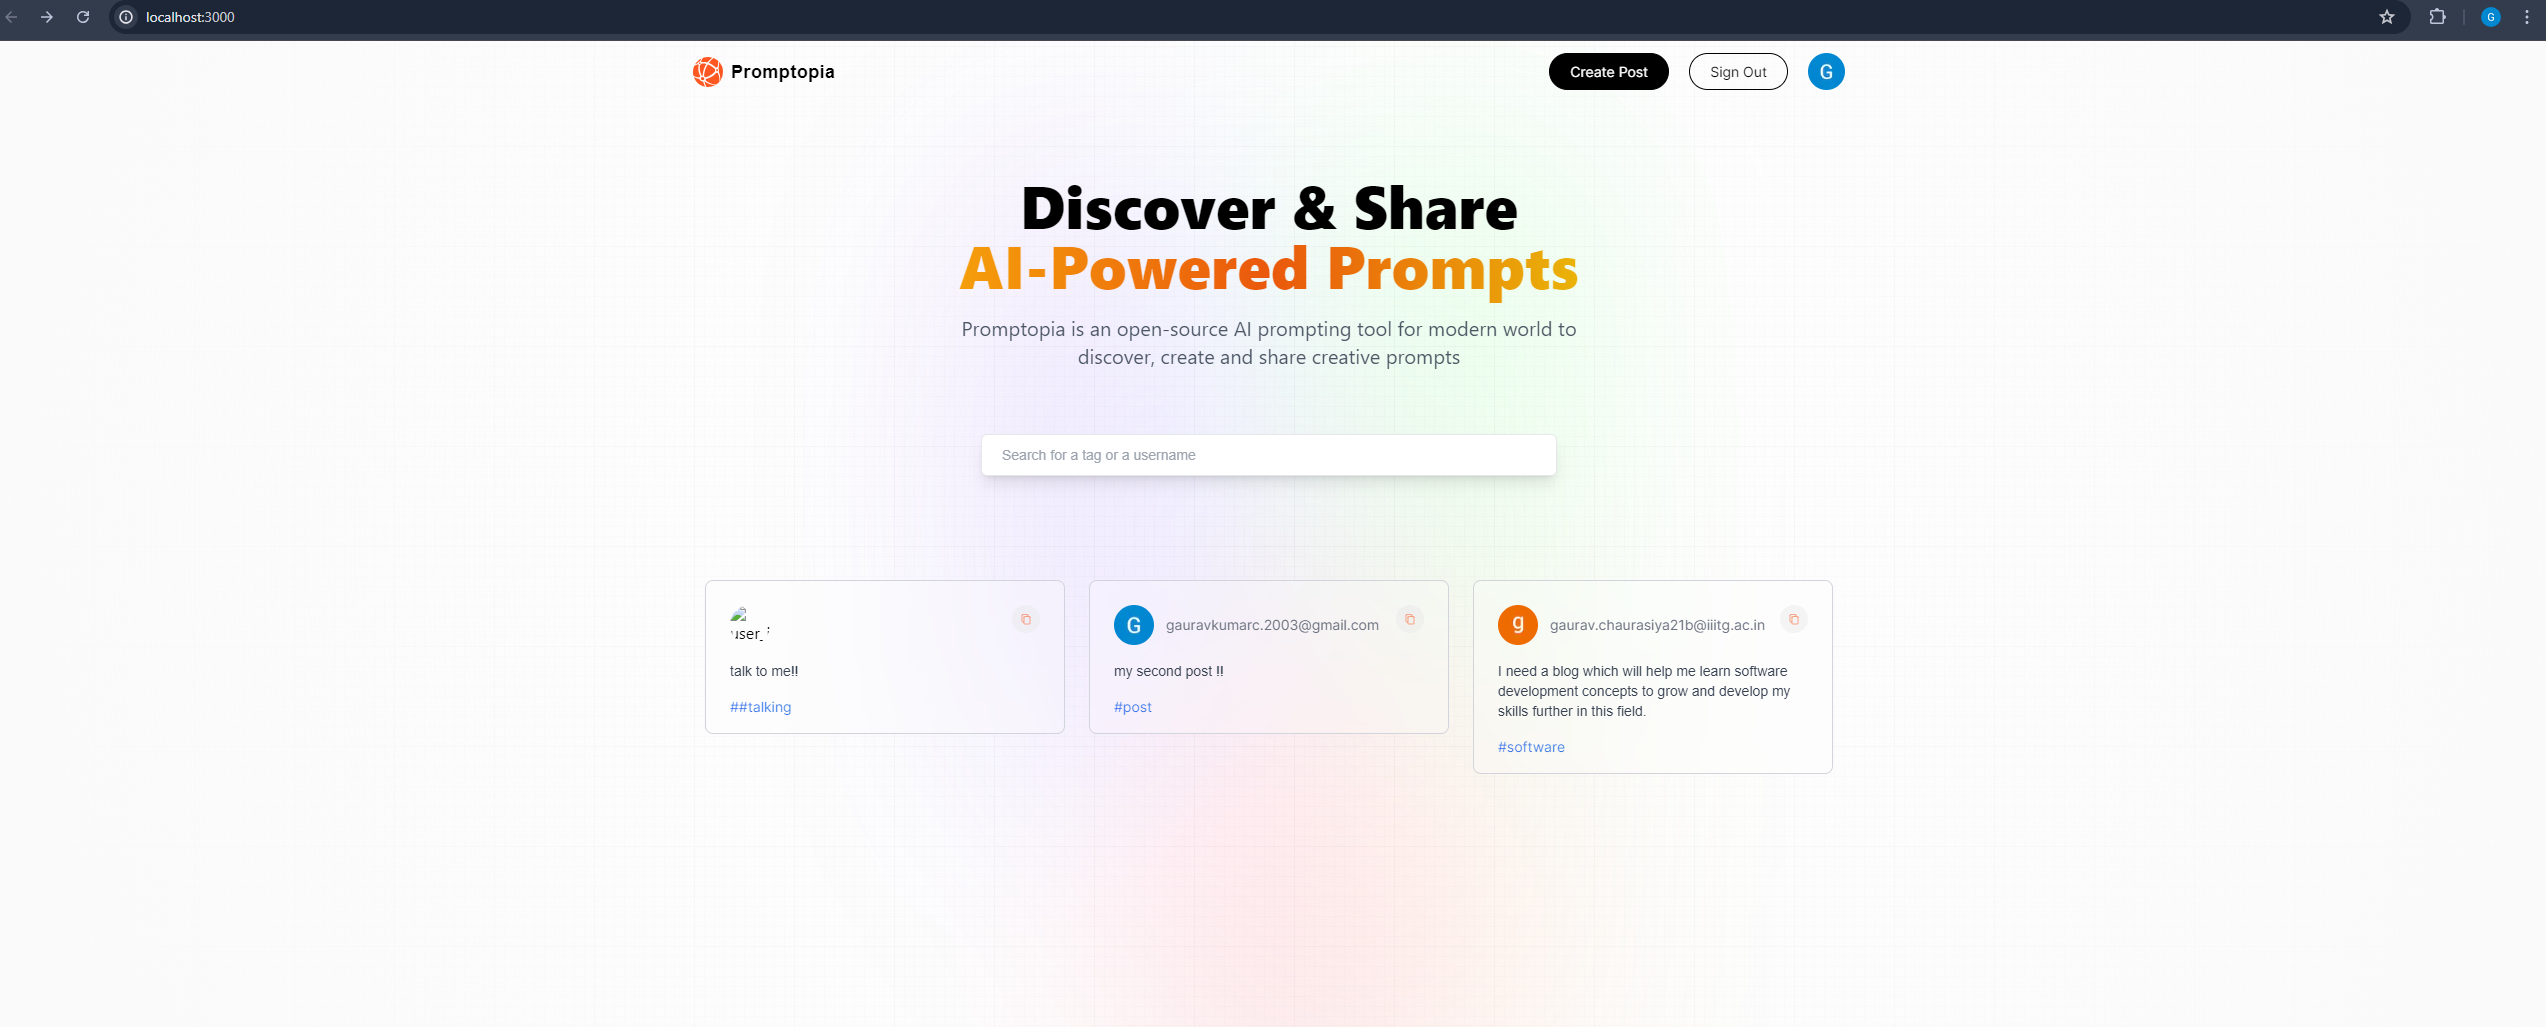 localhost:3000
G
Promptopia
Create Post
Sign Out
G
Discover & Share
AI-Powered Prompts
Promptopia is an open-source AI prompting tool for modern world to
discover, create and share creative prompts
Search for a tag or a username
user_i
talk to me!!
##talking
G
gauravkumarc.2003@gmail.com
my second post !!
#post
g
gaurav.chaurasiya21b@iiitg.ac.in
I need a blog which will help me learn software
development concepts to grow and develop my
skills further in this field.
#software